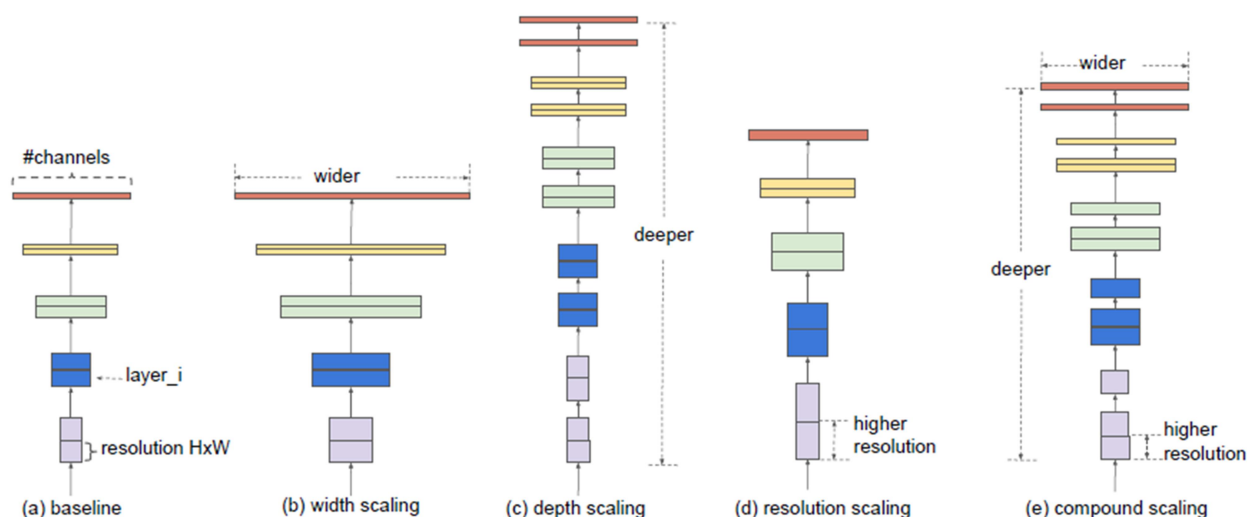 #channels
layer_i
resolution HxW
(a) baseline
wider
(b) width scaling
deeper
(c) depth scaling
higher
resolution
(d) resolution scaling
wider
deeper
higher
resolution
(e) compound scaling